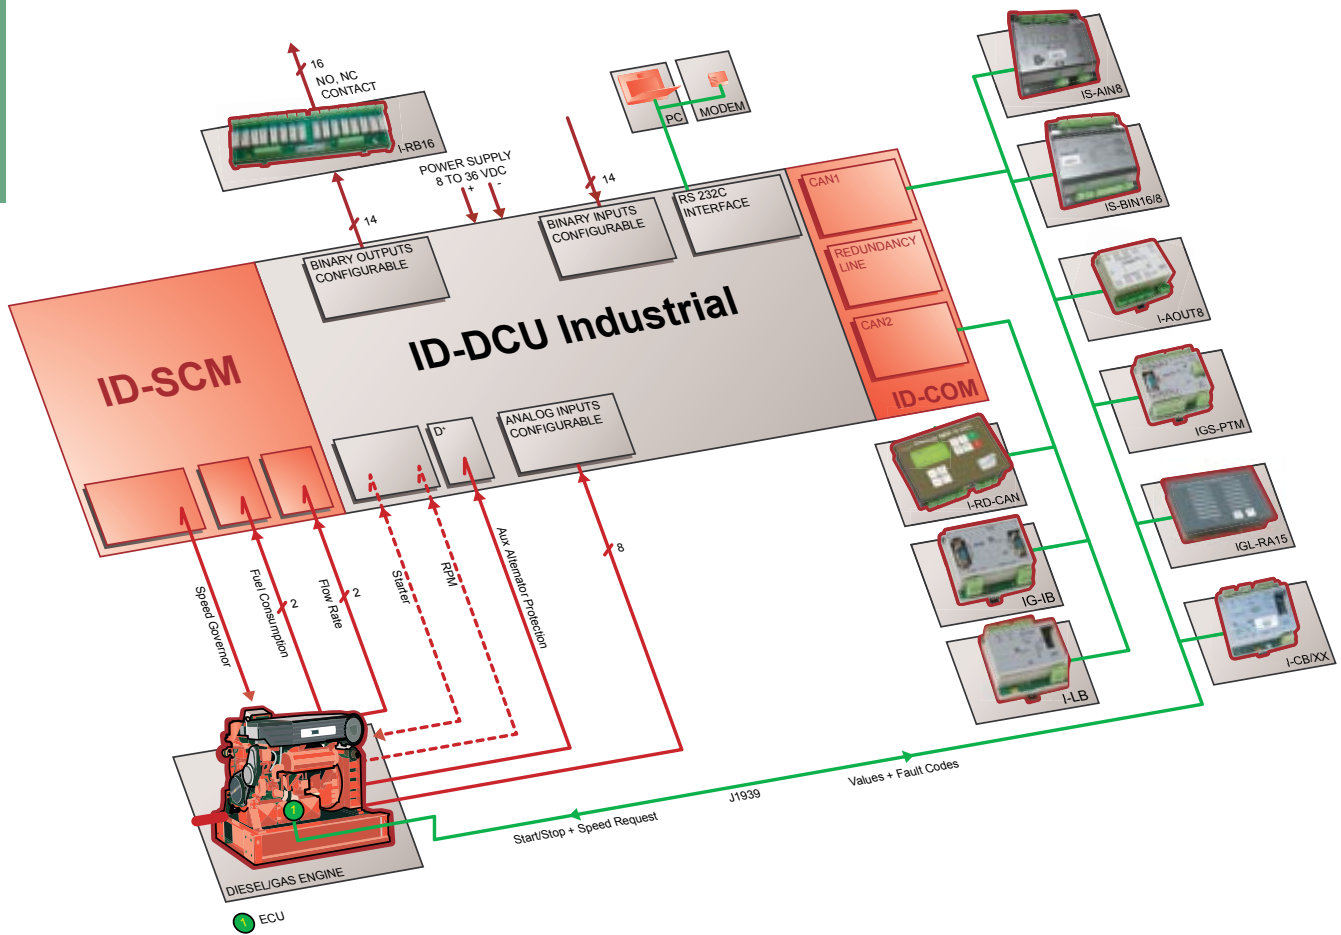 16
NO, NC
CONTACT
I-RB16
14
POWER SUPPLY
8 TO 36 VDC
+ -
14
PC
MODEM
BINARY OUTPUTS
CONFIGURABLE
BINARY INPUTS
CONFIGURABLE
RS 232C
INTERFACE
CAN1
REDUNDANCY
LINE
CAN2
ID-COM
ID-SCM
ID-DCU Industrial
D+
ANALOG INPUTS
CONFIGURABLE
IS-AIN8
IS-BIN16/8
I-AOUT8
IGS-PTM
IGL-RA15
I-CB/XX
I-RD-CAN
IG-IB
I-LB
Speed Governor
Fuel Consumption
2
Flow Rate
2
Starter
RPM
Aux Alternator Protection
8
Values + Fault Codes
J1939
Start/Stop + Speed Request
1
DIESEL/GAS ENGINE
1 ECU